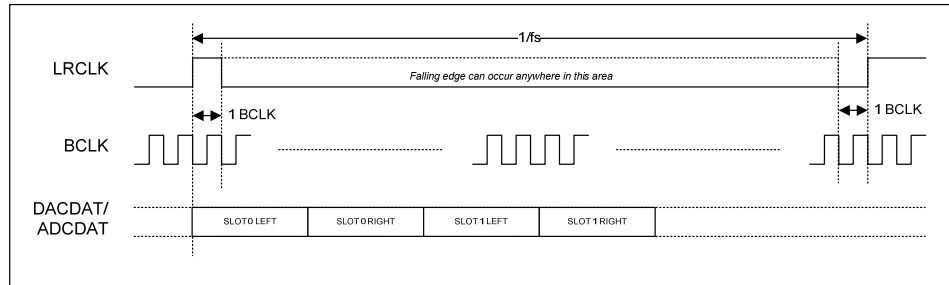 1/fs
LRCLK
Falling edge can occur anywhere in this area
1 BCLK
1 BCLK
BCLK
DACDAT/
ADCDAT
SLOT 0 LEFT
SLOT 0 RIGHT
SLOT 1 LEFT
SLOT 1 RIGHT